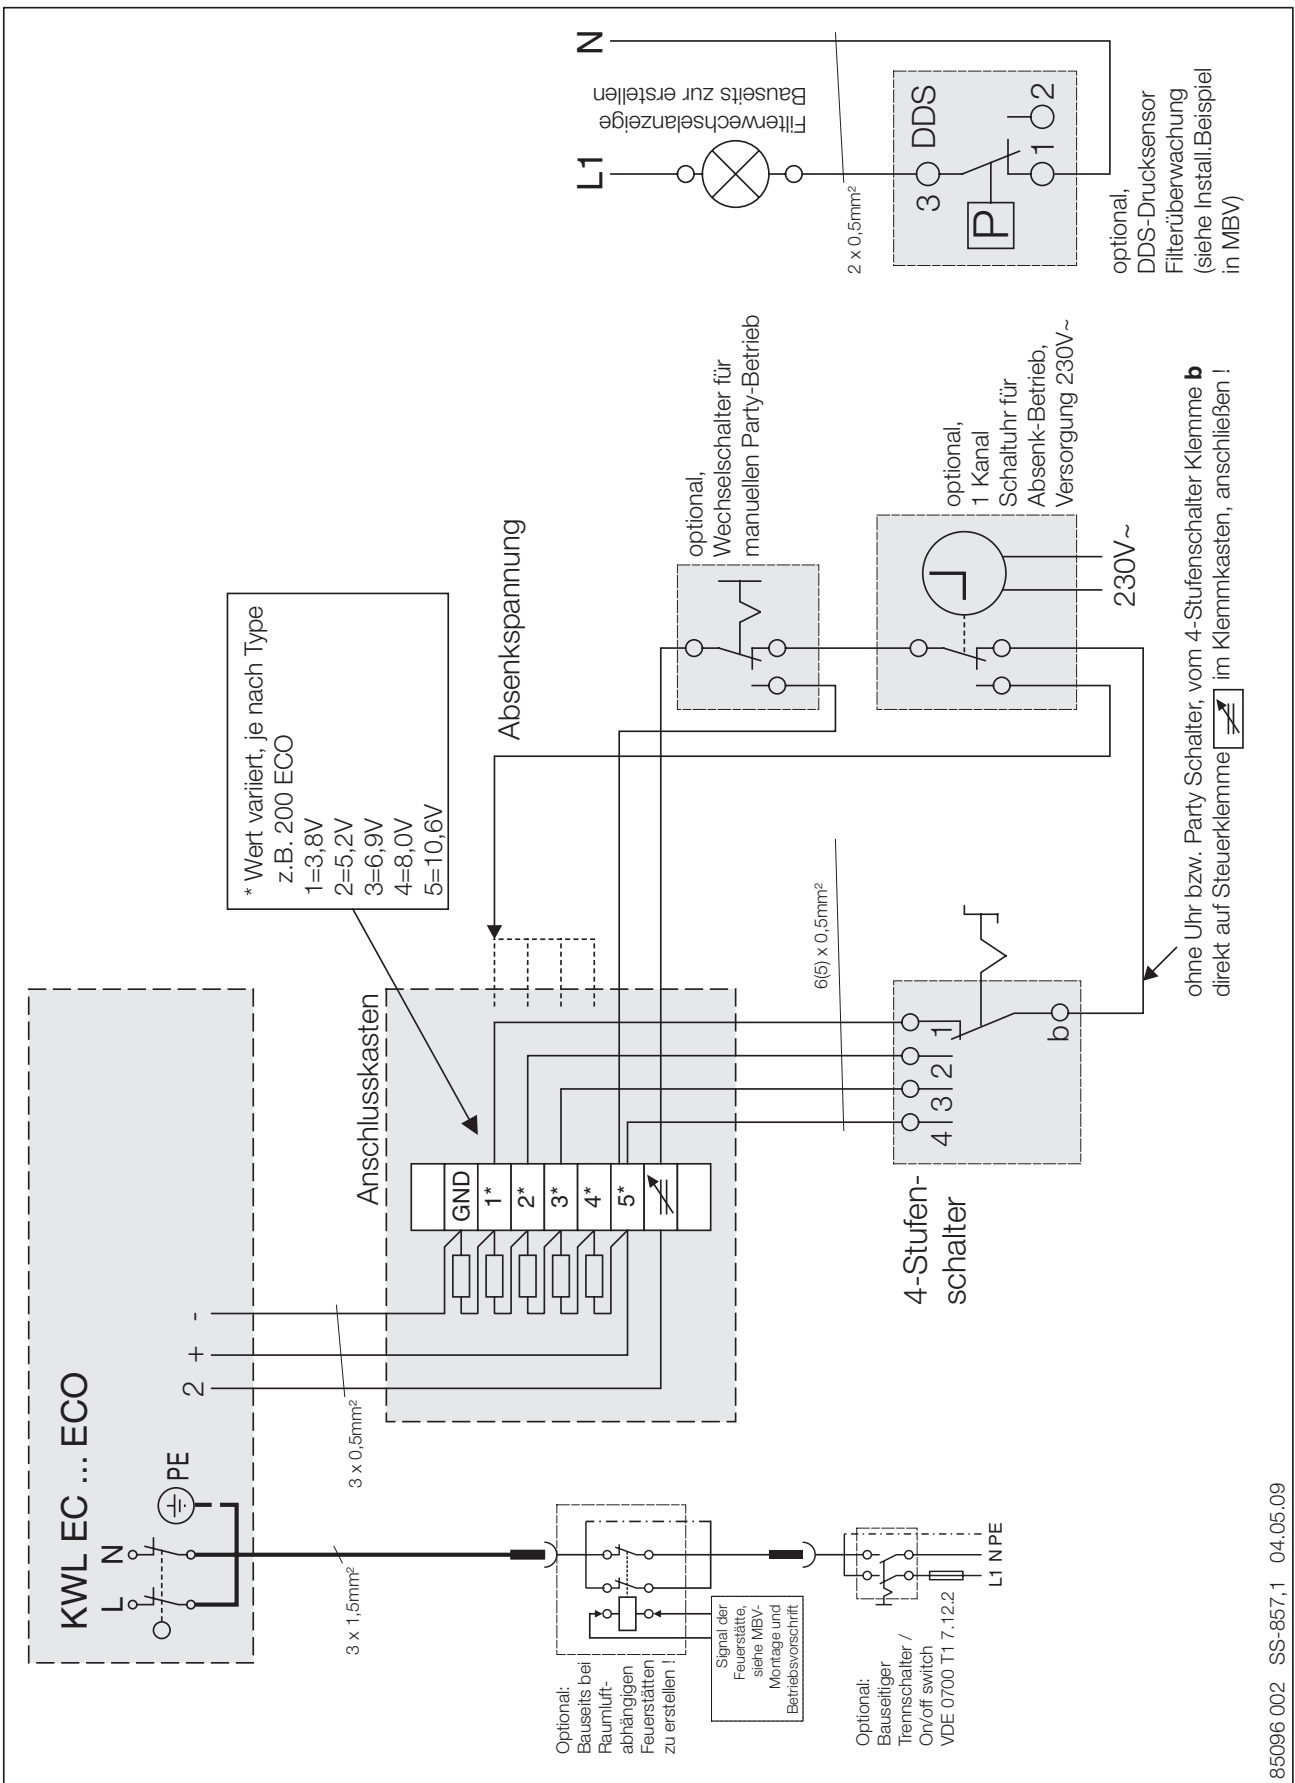 KWL EC ... ECO
L
N
PE
2
+
-
3 x 1,5mm²
3 x 0,5mm²
Anschlusskasten
GND
1*
2*
3*
4*
5*
* Wert variiert, je nach Type
z.B. 200 ECO
1=3,8V
2=5,2V
3=6,9V
4=8,0V
5=10,6V
Absenkspannung
Optional:
Bauseits bei
Raumluft-
abhängigen
Feuerstätten
zu erstellen !
Signal der
Feuerstätte,
siehe MBV-
Montage und
Betriebsvorschrift
Optional:
Bauseitiger
Trennschalter /
On/off switch
VDE 0700 T1 7.12.2
L1 N PE
4-Stufen-
schalter
4
3
2
1
b
6(5) x 0,5mm²
optional,
Wechselschalter für
manuellen Party-Betrieb
optional,
1 Kanal
Schaltuhr für
Absenk-Betrieb,
Versorgung 230V~
230V~
ohne Uhr bzw. Party Schalter, vom 4-Stufenschalter Klemme b
direkt auf Steuerklemme im Klemmkasten, anschließen !
L1
N
Filterwechselanzeige
Bauseits zur erstellen
2 x 0,5mm²
3
DDS
P
1
2
optional,
DDS-Drucksensor
Filterüberwachung
(siehe Install.Beispiel
in MBV)
85096 002 SS-857,1 04.05.09